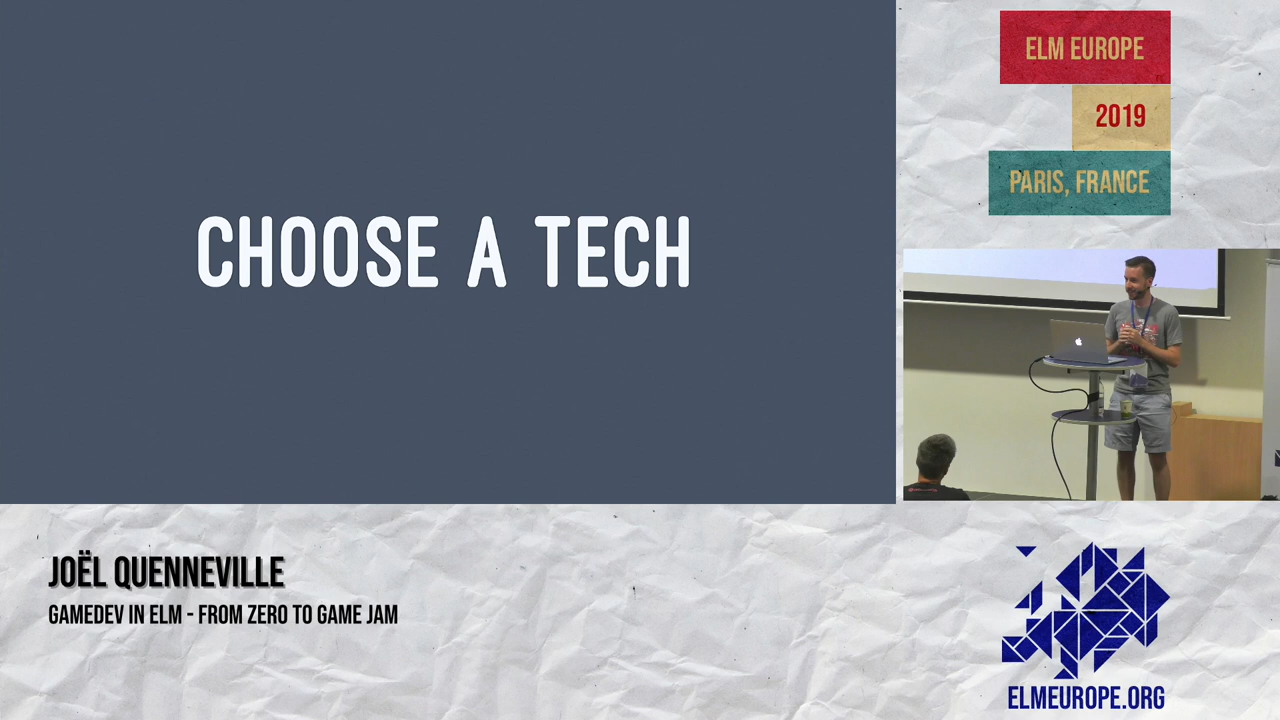 CHOOSE A TECH
ELM EUROPE
2019
PARIS, FRANCE
JOËL QUENNEVILLE
GAMEDEV IN ELM - FROM ZERO TO GAME JAM
ELMEUROPE.ORG